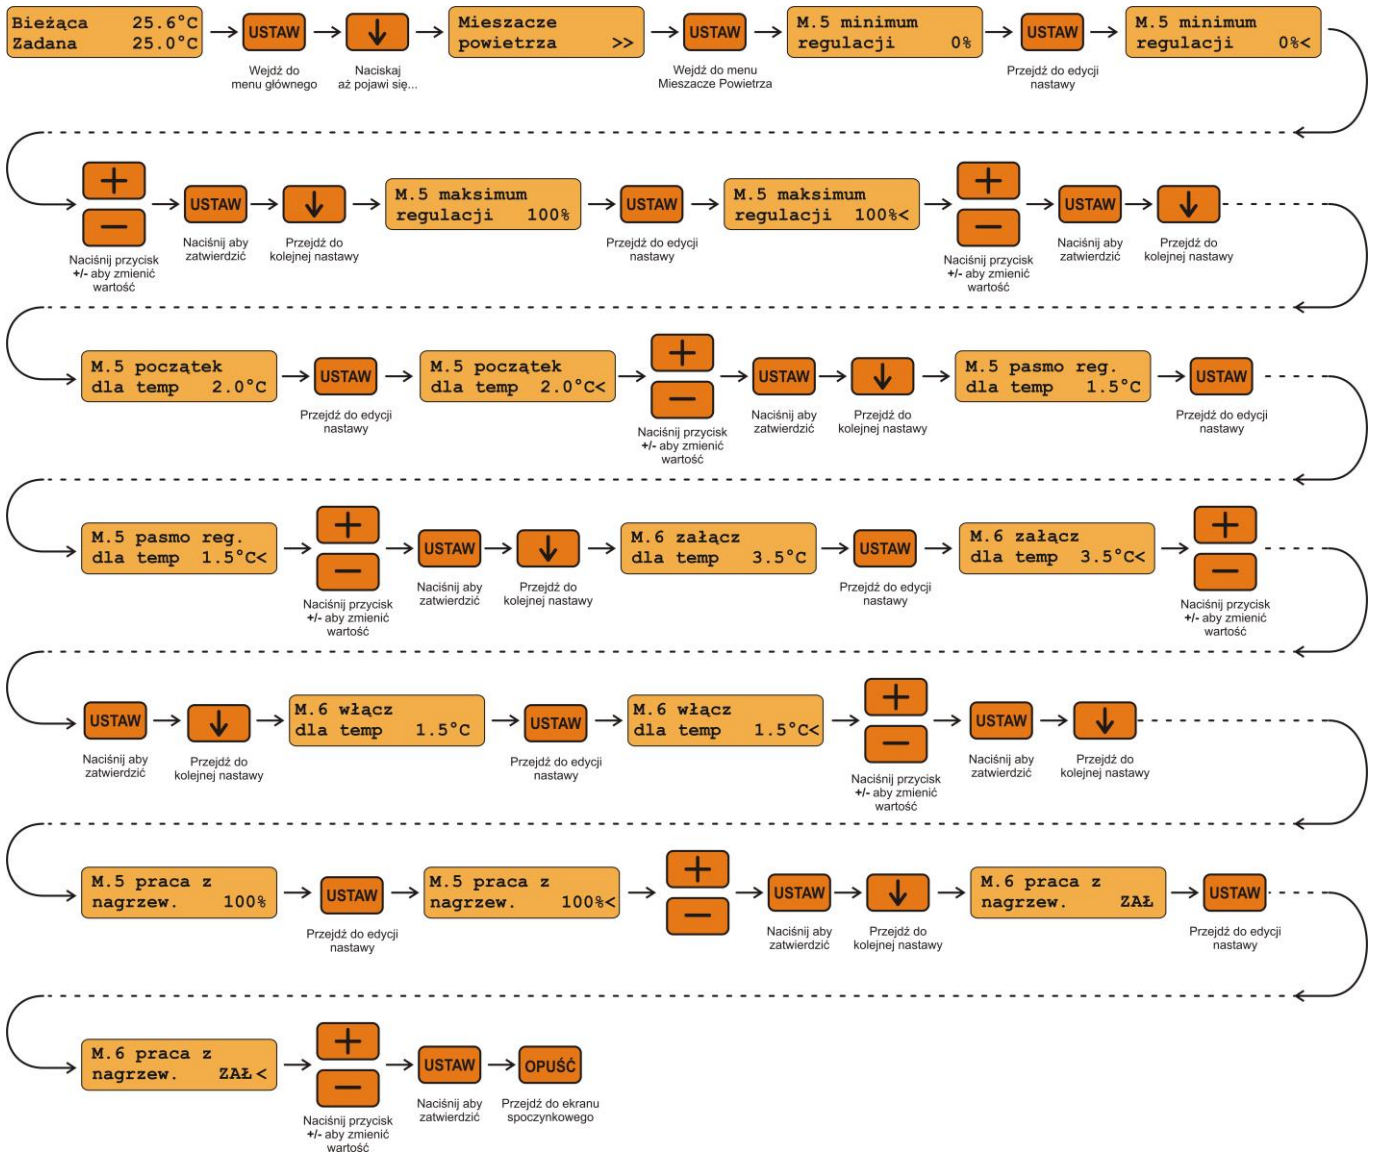 Bieżąca 25.6°C
Zadana 25.0°C
USTAW
Wejdź do
menu głównego
Naciskaj
aż pojawi się...
Mieszacze
powietrza >>
USTAW
Wejdź do menu
Mieszacze Powietrza
M.5 minimum
regulacji 0%
USTAW
Przejdź do edycji
nastawy
M.5 minimum
regulacji 0%<
Naciśnij przycisk
+/- aby zmienić
wartość
USTAW
Naciśnij aby
zatwierdzić
Przejdź do
kolejnej nastawy
M.5 maksimum
regulacji 100%
USTAW
Przejdź do edycji
nastawy
M.5 maksimum
regulacji 100%<
Naciśnij przycisk
+/- aby zmienić
wartość
USTAW
Naciśnij aby
zatwierdzić
Przejdź do
kolejnej nastawy
M.5 początek
dla temp 2.0°C
USTAW
Przejdź do edycji
nastawy
M.5 początek
dla temp 2.0°C<
Naciśnij przycisk
+/- aby zmienić
wartość
USTAW
Naciśnij aby
zatwierdzić
Przejdź do
kolejnej nastawy
M.5 pasmo reg.
dla temp 1.5°C
USTAW
Przejdź do edycji
nastawy
M.5 pasmo reg.
dla temp 1.5°C<
Naciśnij przycisk
+/- aby zmienić
wartość
USTAW
Naciśnij aby
zatwierdzić
Przejdź do
kolejnej nastawy
M.6 załącz
dla temp 3.5°C
USTAW
Przejdź do edycji
nastawy
M.6 załącz
dla temp 3.5°C<
Naciśnij przycisk
+/- aby zmienić
wartość
USTAW
Naciśnij aby
zatwierdzić
Przejdź do
kolejnej nastawy
M.6 włącz
dla temp 1.5°C
USTAW
Przejdź do edycji
nastawy
M.6 włącz
dla temp 1.5°C<
Naciśnij przycisk
+/- aby zmienić
wartość
USTAW
Naciśnij aby
zatwierdzić
Przejdź do
kolejnej nastawy
M.5 praca z
nagrzew. 100%
USTAW
Przejdź do edycji
nastawy
M.5 praca z
nagrzew. 100%<
USTAW
Naciśnij aby
zatwierdzić
Przejdź do
kolejnej nastawy
M.6 praca z
nagrzew. ZAŁ
USTAW
Przejdź do edycji
nastawy
M.6 praca z
nagrzew. ZAŁ<
Naciśnij przycisk
+/- aby zmienić
wartość
USTAW
Naciśnij aby
zatwierdzić
OPUŚĆ
Przejdź do ekranu
spoczynkowego